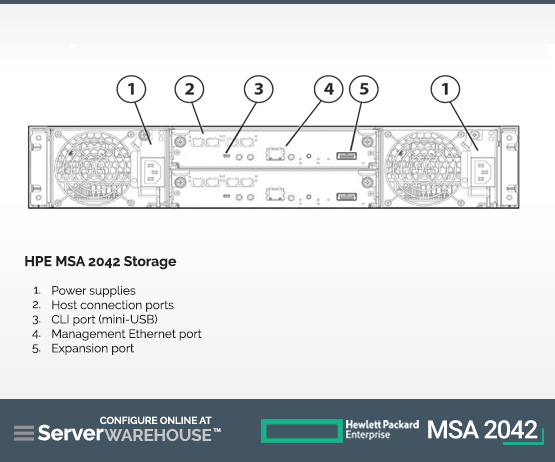 1 2 3 4 5 1
HPE MSA 2042 Storage
1. Power supplies
2. Host connection ports
3. CLI port (mini-USB)
4. Management Ethernet port
5. Expansion port
CONFIGURE ONLINE AT
ServerWAREHOUSE™
Hewlett Packard
Enterprise
MSA 2042